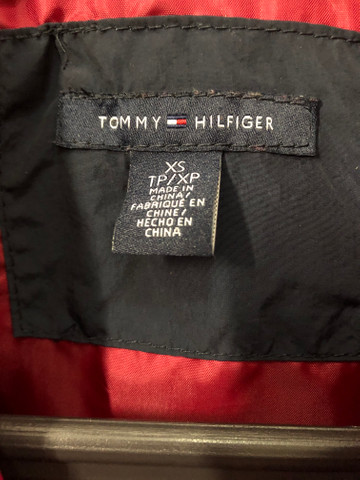 TOMMY HILFIGER
XS
TP/XP
MADE IN
CHINA/
FABRIQUÉ EN
CHINE/
HECHO EN
CHINA